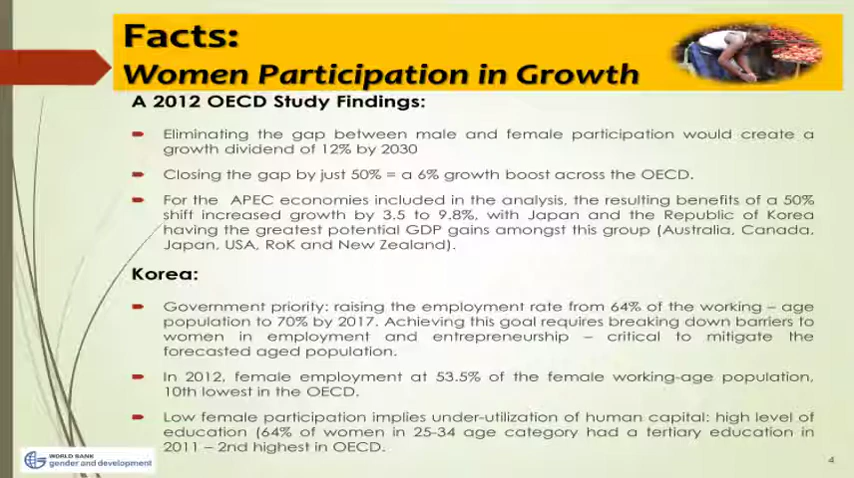 Facts:
Women Participation in Growth
A 2012 OECD Study Findings:
Eliminating the gap between male and female participation would create a
growth dividend of 12% by 2030
Closing the gap by just 50% = a 6% growth boost across the OECD.
For the APEC economies included in the analysis, the resulting benefits of a 50%
shift increased growth by 3.5 to 9.8%, with Japan and the Republic of Korea
having the greatest potential GDP gains amongst this group (Australia, Canada,
Japan, USA, RoK and New Zealand).
Korea:
Government priority: raising the employment rate from 64% of the working – age
population to 70% by 2017. Achieving this goal requires breaking down barriers to
women in employment and entrepreneurship – critical to mitigate the
forecasted aged population.
In 2012, female employment at 53.5% of the female working-age population,
10th lowest in the OECD.
Low female participation implies under-utilization of human capital: high level of
education (64% of women in 25-34 age category had a tertiary education in
2011 – 2nd highest in OECD.
WORLD BANK
gender and development
4